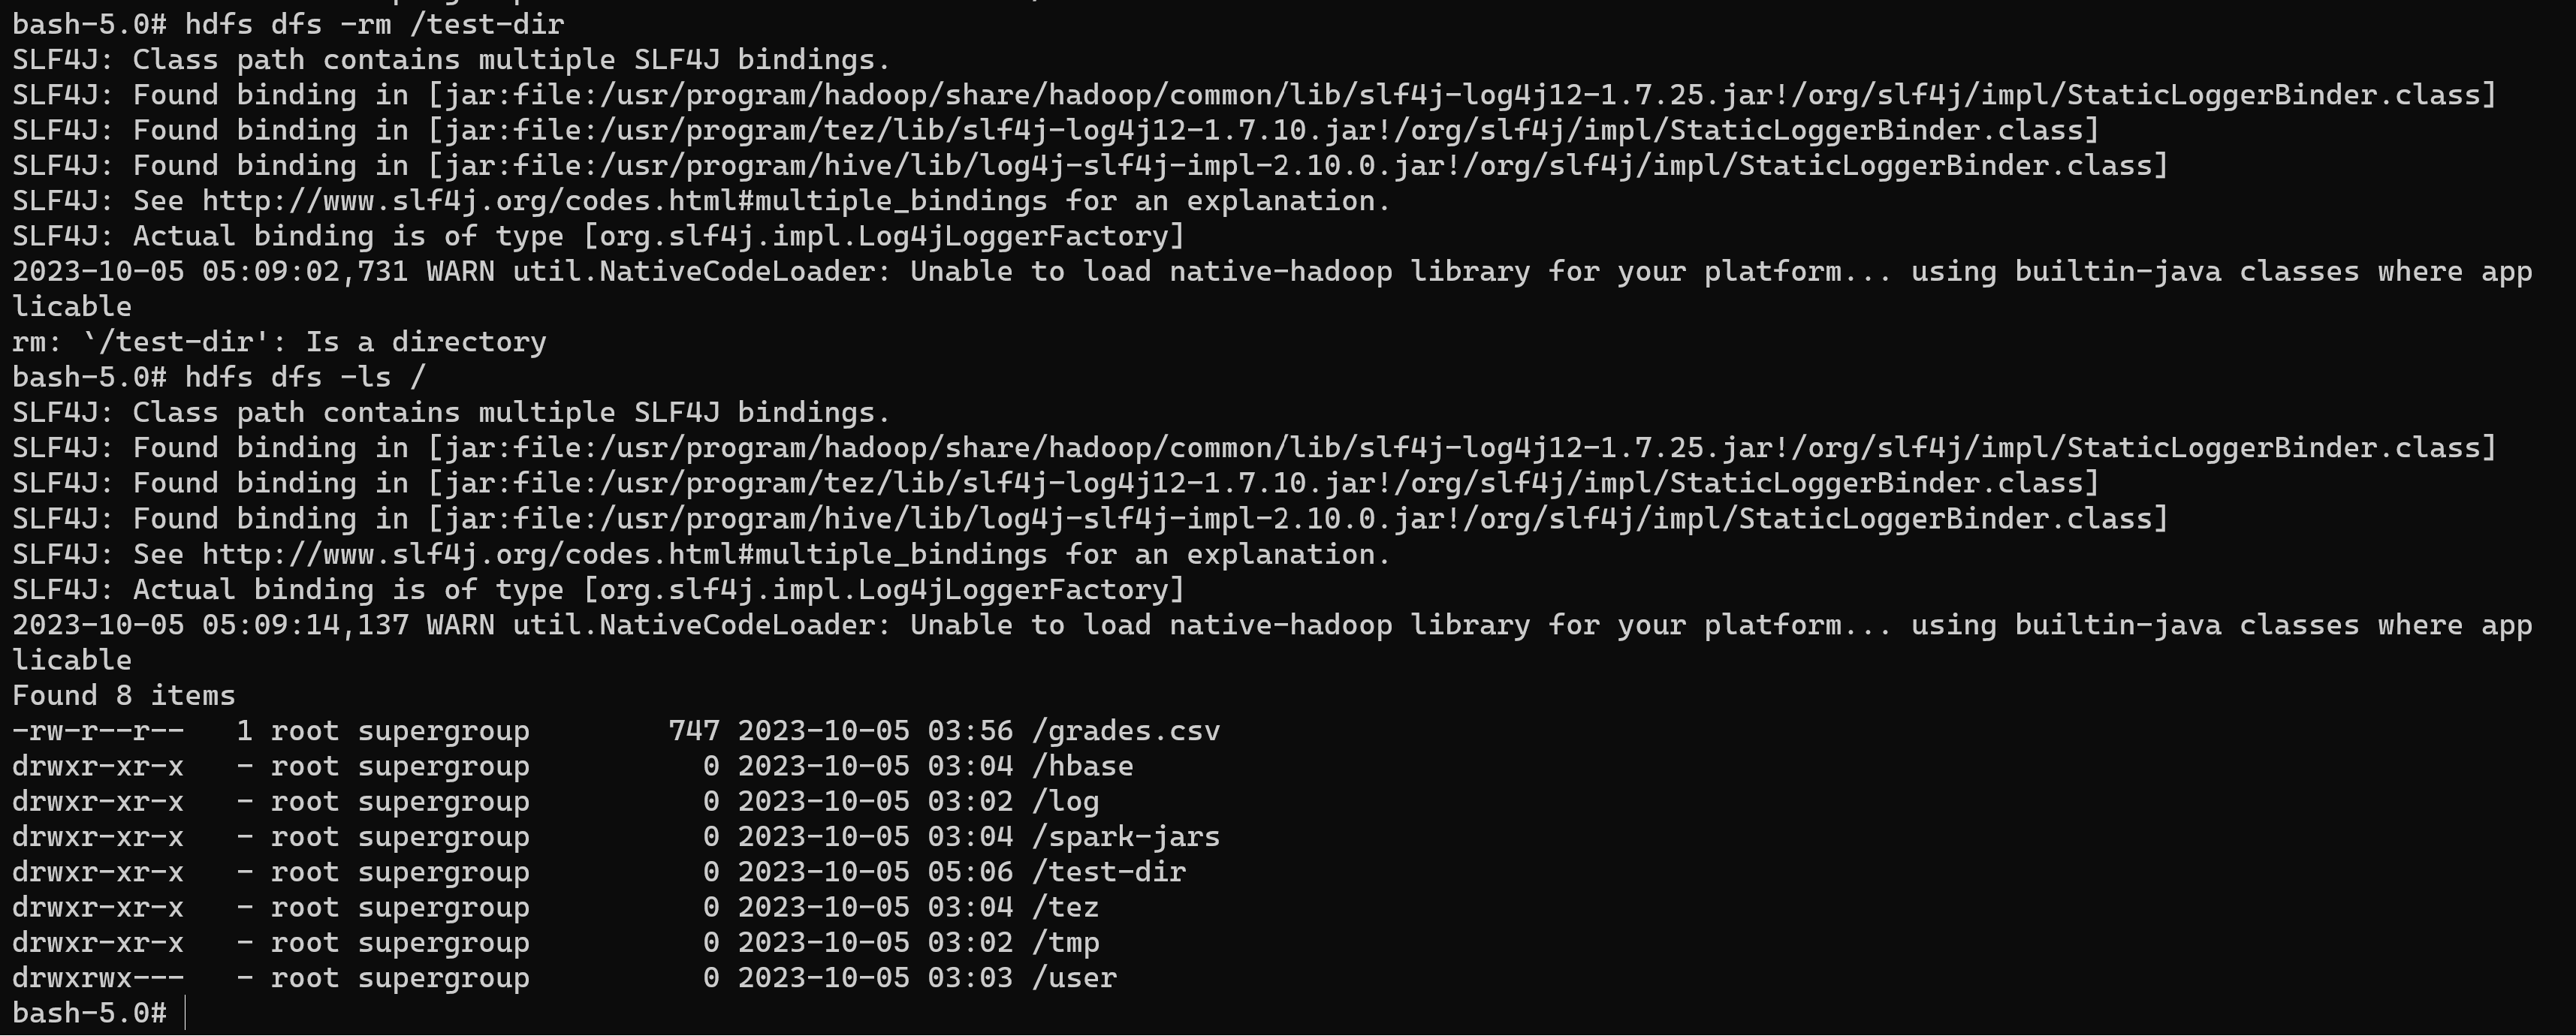 bash-5.0# hdfs dfs -rm /test-dir
SLF4J: Class path contains multiple SLF4J bindings.
SLF4J: Found binding in [jar:file:/usr/program/hadoop/share/hadoop/common/lib/slf4j-log4j12-1.7.25.jar!/org/slf4j/impl/StaticLoggerBinder.class]
SLF4J: Found binding in [jar:file:/usr/program/tez/lib/slf4j-log4j12-1.7.10.jar!/org/slf4j/impl/StaticLoggerBinder.class]
SLF4J: Found binding in [jar:file:/usr/program/hive/lib/log4j-slf4j-impl-2.10.0.jar!/org/slf4j/impl/StaticLoggerBinder.class]
SLF4J: See http://www.slf4j.org/codes.html#multiple_bindings for an explanation.
SLF4J: Actual binding is of type [org.slf4j.impl.Log4jLoggerFactory]
2023-10-05 05:09:02,731 WARN util.NativeCodeLoader: Unable to load native-hadoop library for your platform... using builtin-java classes where app
licable
rm: `/test-dir': Is a directory
bash-5.0# hdfs dfs -ls /
SLF4J: Class path contains multiple SLF4J bindings.
SLF4J: Found binding in [jar:file:/usr/program/hadoop/share/hadoop/common/lib/slf4j-log4j12-1.7.25.jar!/org/slf4j/impl/StaticLoggerBinder.class]
SLF4J: Found binding in [jar:file:/usr/program/tez/lib/slf4j-log4j12-1.7.10.jar!/org/slf4j/impl/StaticLoggerBinder.class]
SLF4J: Found binding in [jar:file:/usr/program/hive/lib/log4j-slf4j-impl-2.10.0.jar!/org/slf4j/impl/StaticLoggerBinder.class]
SLF4J: See http://www.slf4j.org/codes.html#multiple_bindings for an explanation.
SLF4J: Actual binding is of type [org.slf4j.impl.Log4jLoggerFactory]
2023-10-05 05:09:14,137 WARN util.NativeCodeLoader: Unable to load native-hadoop library for your platform... using builtin-java classes where app
licable
Found 8 items
-rw-r--r--   1 root supergroup        747 2023-10-05 03:56 /grades.csv
drwxr-xr-x   - root supergroup          0 2023-10-05 03:04 /hbase
drwxr-xr-x   - root supergroup          0 2023-10-05 03:02 /log
drwxr-xr-x   - root supergroup          0 2023-10-05 03:04 /spark-jars
drwxr-xr-x   - root supergroup          0 2023-10-05 05:06 /test-dir
drwxr-xr-x   - root supergroup          0 2023-10-05 03:04 /tez
drwxr-xr-x   - root supergroup          0 2023-10-05 03:02 /tmp
drwxrwx---   - root supergroup          0 2023-10-05 03:03 /user
bash-5.0#